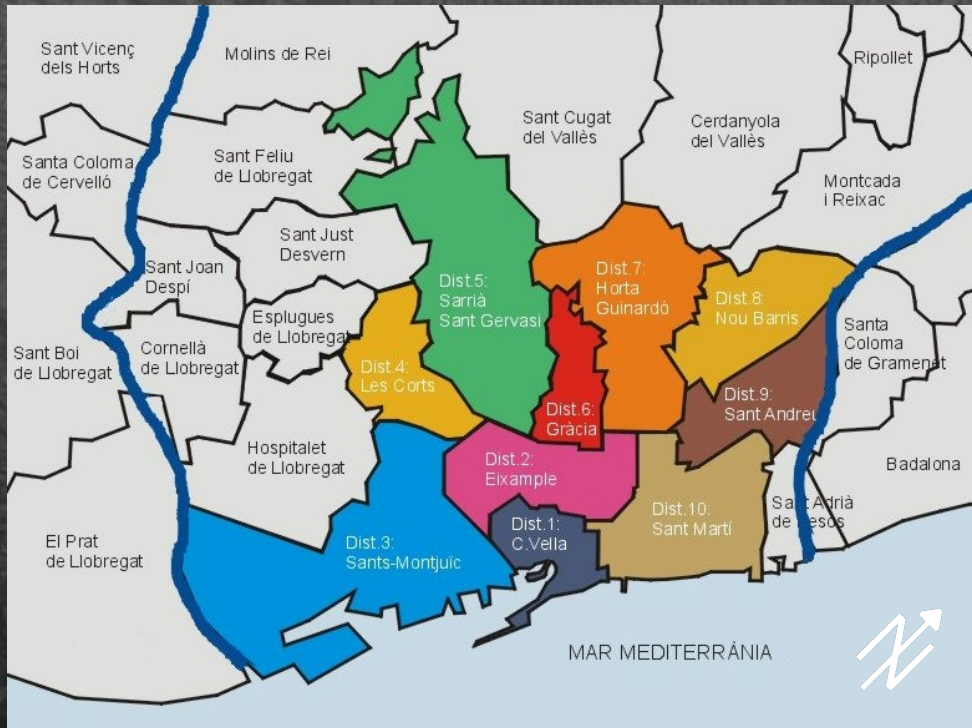 Sant Vicenç
dels Horts
Molins de Rei
Ripollet
Sant Cugat
del Vallès
Cerdanyola
del Vallès
Santa Coloma
de Cervelló
Sant Feliu
de Llobregat
Montcada
i Reixac
Sant Just
Desvern
Sant Joan
Despí
Dist.5:
Sarrià
Sant Gervasi
Dist.7:
Horta
Guinardó
Dist.8:
Nou Barris
Esplugues
de Llobregat
Santa
Coloma
de Gramenet
Sant Boi
de Llobregat
Cornellà
de Llobregat
Dist.4:
Les Corts
Dist.6:
Gràcia
Dist.9:
Sant Andreu
Hospitalet
de Llobregat
Dist.2:
Eixample
Badalona
Dist.10:
Sant Martí
Sant Adrià
de Besos
El Prat
de Llobregat
Dist.3:
Sants-Montjuïc
Dist.1:
C.Vella
MAR MEDITERRÀNIA
N